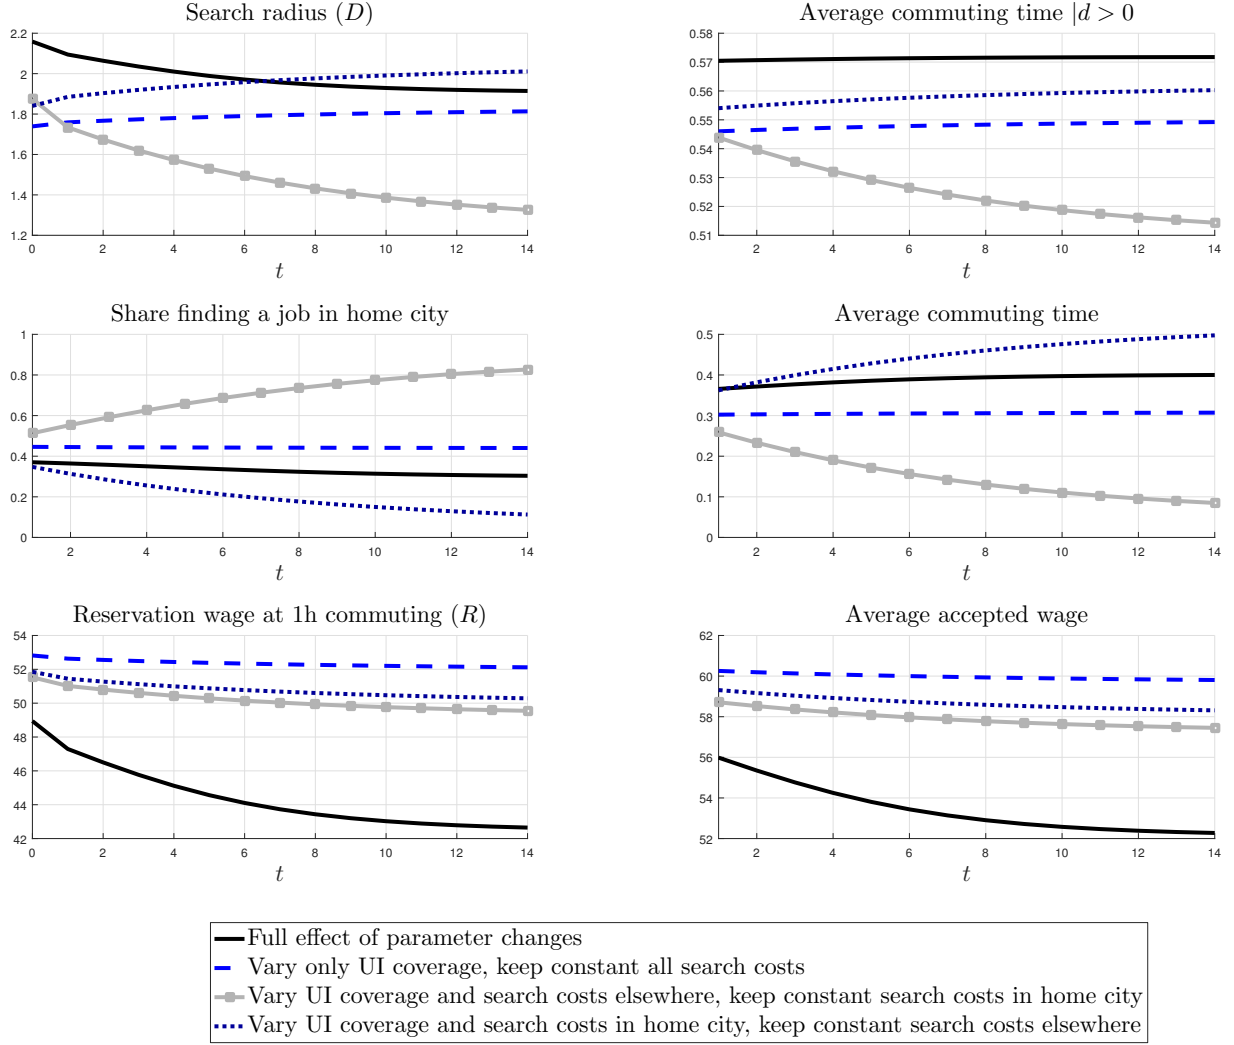 Search radius (D)
Average commuting time |d > 0
2.2
2
1.8
1.6
1.4
1.2
0 2 4 6 8 10 12 14
t
0.58
0.57
0.56
0.55
0.54
0.53
0.52
0.51
2 4 6 8 10 12 14
t
Share finding a job in home city
Average commuting time
1
0.8
0.6
0.4
0.2
0
2 4 6 8 10 12 14
t
0.5
0.4
0.3
0.2
0.1
0
2 4 6 8 10 12 14
t
Reservation wage at 1h commuting (R)
Average accepted wage
54
52
50
48
46
44
42
0 2 4 6 8 10 12 14
t
62
60
58
56
54
52
2 4 6 8 10 12 14
t
Full effect of parameter changes
Vary only UI coverage, keep constant all search costs
Vary UI coverage and search costs elsewhere, keep constant search costs in home city
Vary UI coverage and search costs in home city, keep constant search costs elsewhere